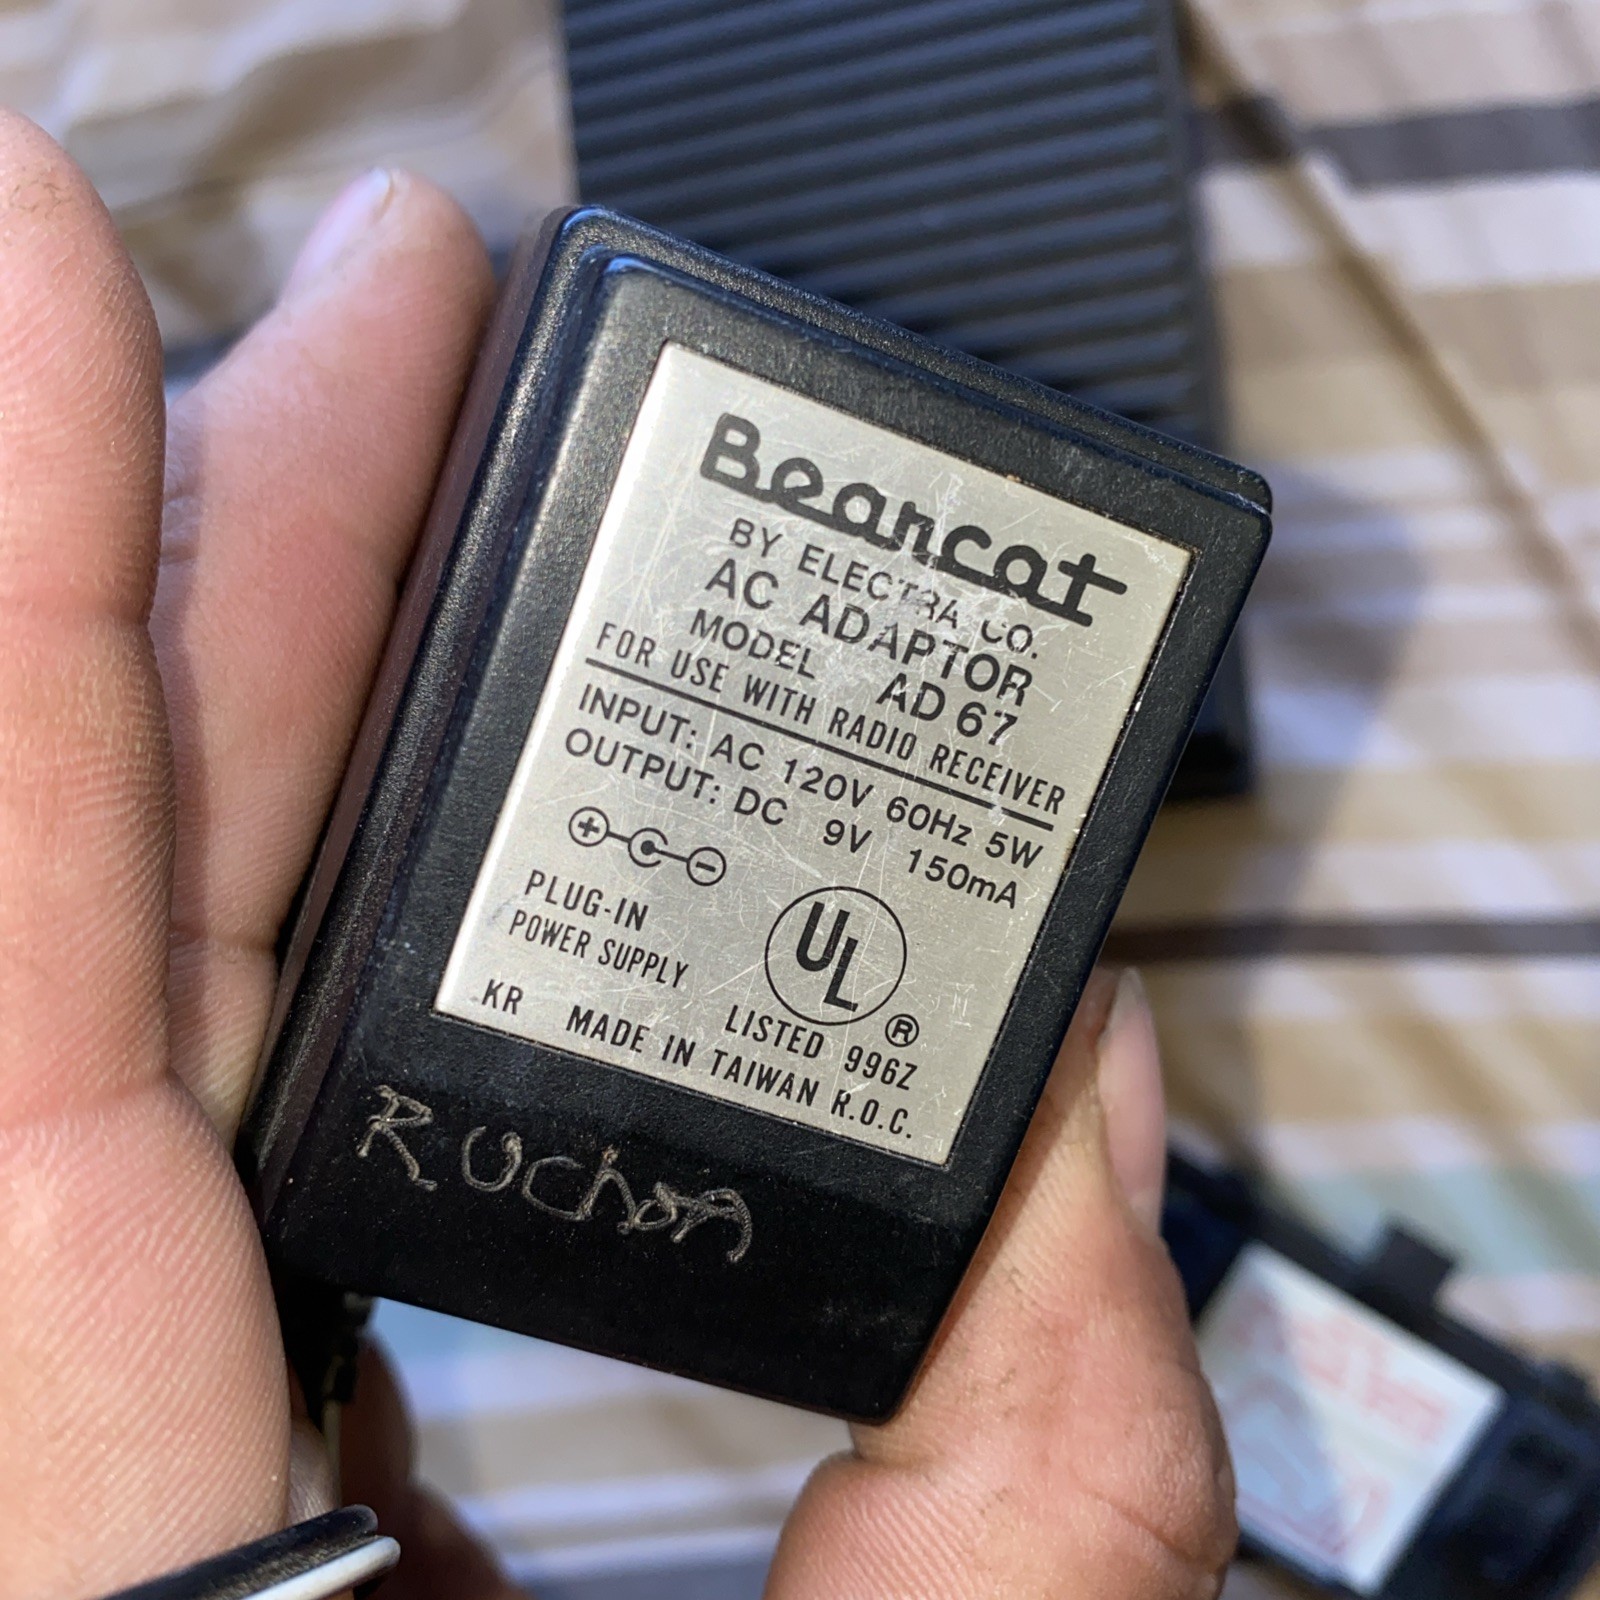 Bearcat
BY ELECTRA CO.
AC ADAPTOR
MODEL AD 67
FOR USE WITH RADIO RECEIVER
INPUT: AC 120V 60Hz 5W
OUTPUT: DC 9V 150mA
+ −
PLUG-IN
POWER SUPPLY
UL ®
LISTED 996Z
KR MADE IN TAIWAN R.O.C.
R Uchon